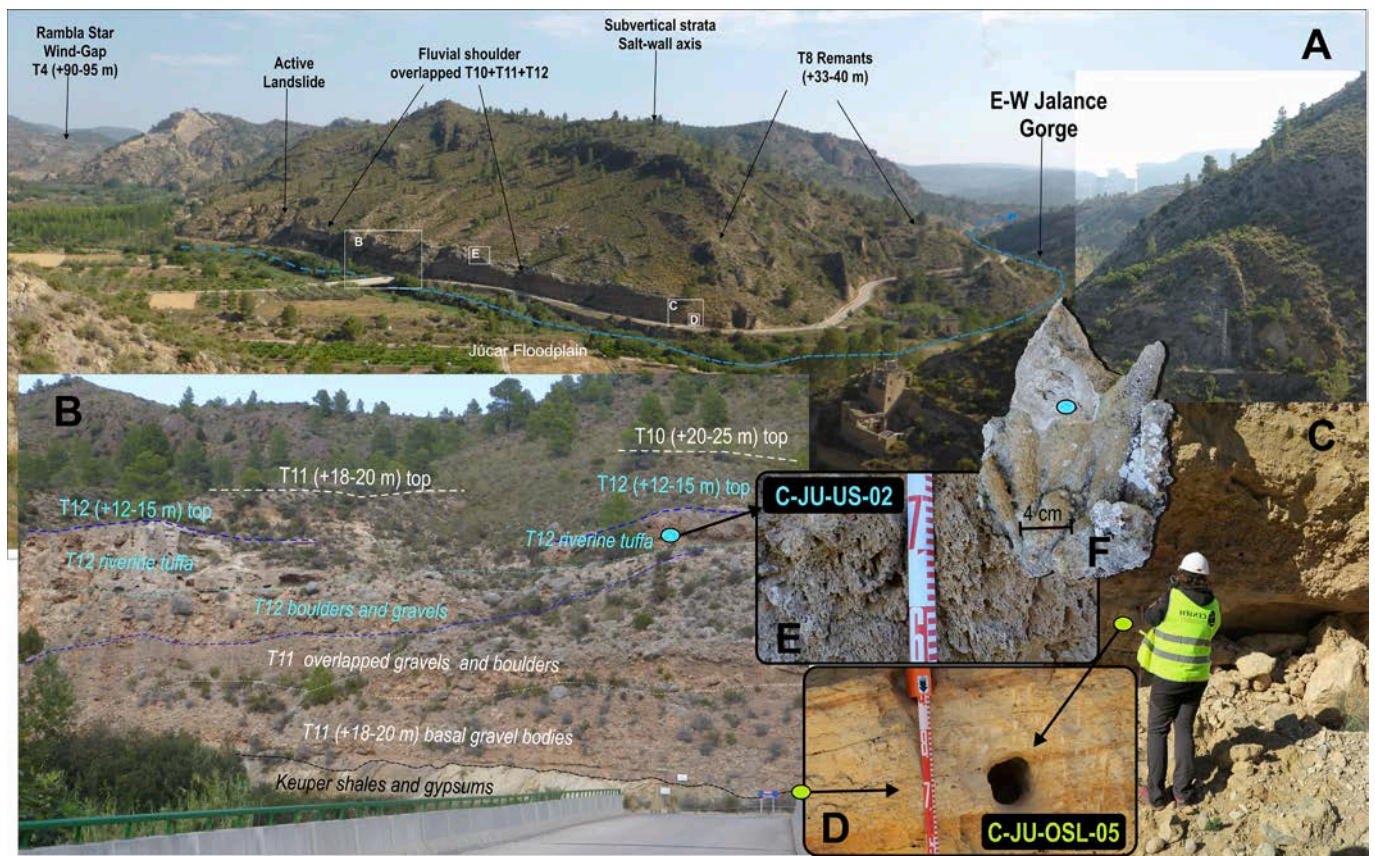 Rambla Star
Wind-Gap
T4 (+90-95 m)
Active
Landslide
Fluvial shoulder
overlapped T10+T11+T12
Subvertical strata
Salt-wall axis
T8 Remants
(+33-40 m)
E-W Jalance
Gorge
A
B
E
C
D
Júcar Floodplain
B
T11 (+18-20 m) top
T10 (+20-25 m) top
T12 (+12-15 m) top
T12 (+12-15 m) top
T12 riverine tuffa
T12 riverine tuffa
T12 boulders and gravels
T11 overlapped gravels and boulders
T11 (+18-20 m) basal gravel bodies
Keuper shales and gypsums
C-JU-US-02
E
4 cm
F
C
CENIEH
D
C-JU-OSL-05